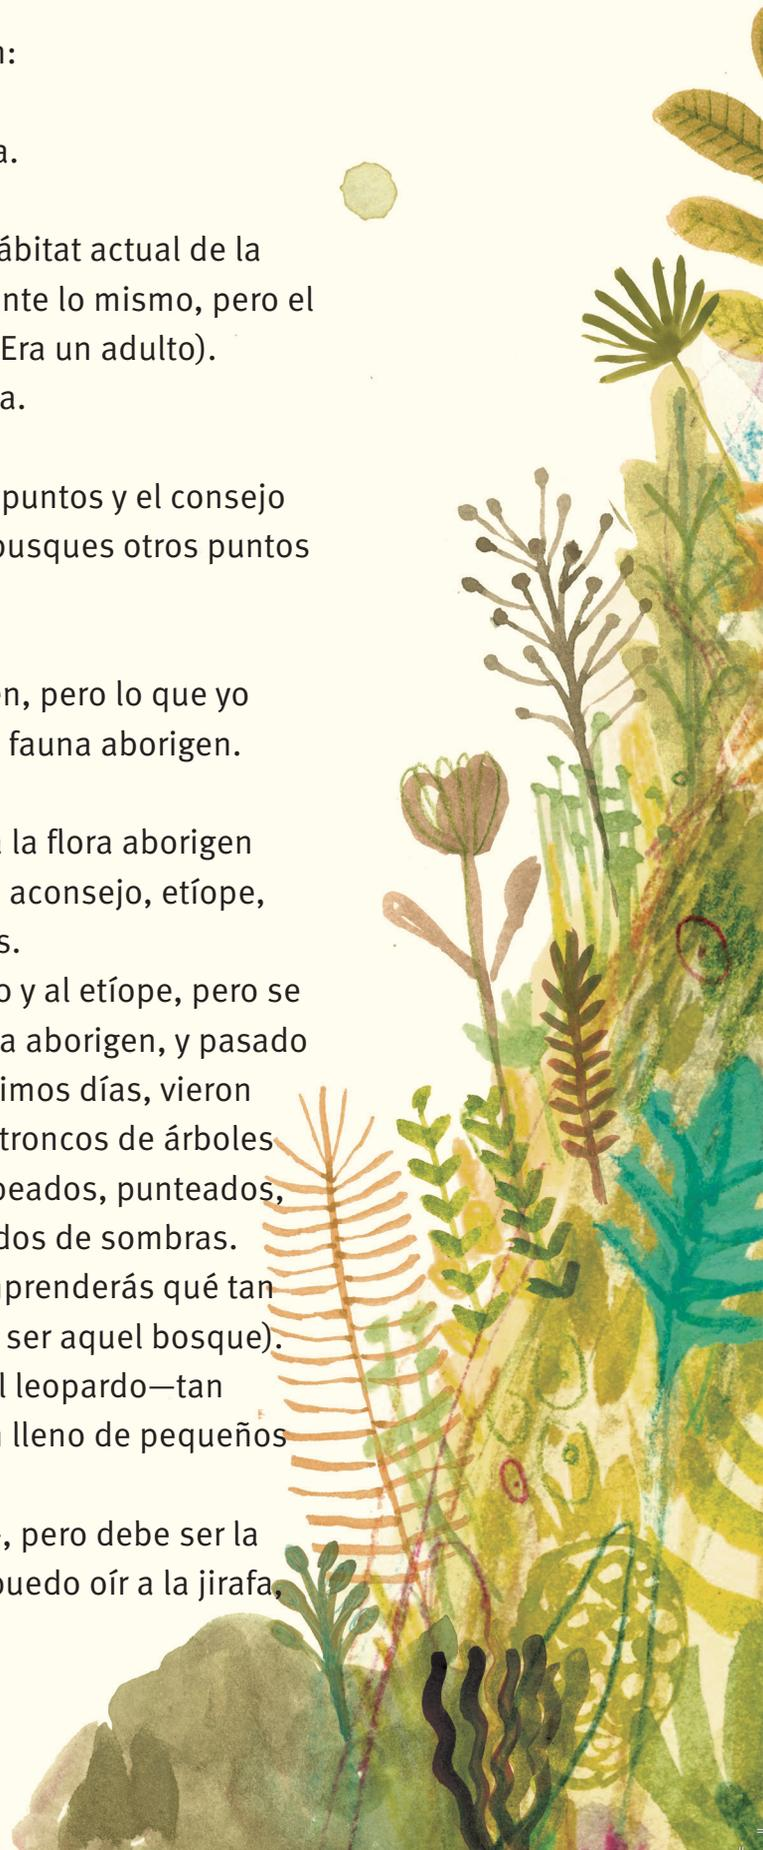 n:
a.
ábitat actual de la
nte lo mismo, pero el
Era un adulto).
a.
puntos y el consejo
busques otros puntos
en, pero lo que yo
fauna aborigen.
a la flora aborigen
aconsejo, etíope,
s.
o y al etíope, pero se
a aborigen, y pasado
imos días, vieron
troncos de árboles
peados, punteados,
dos de sombras.
nprenderás qué tan
ser aquel bosque).
l leopardo—tan
n lleno de pequeños
, pero debe ser la
puedo oír a la jirafa,